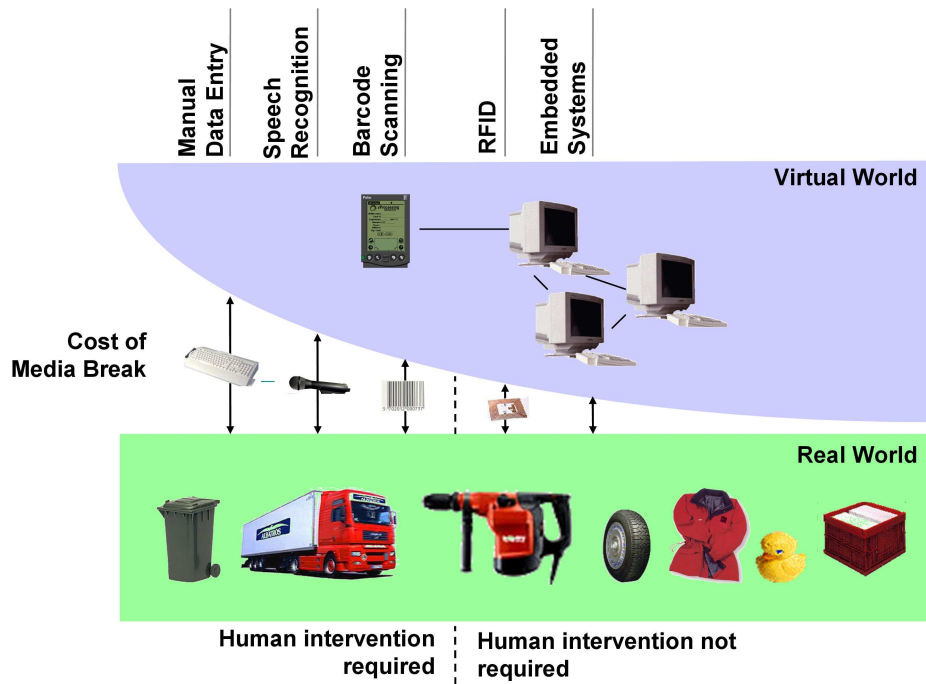 Manual
Data Entry
Speech
Recognition
Barcode
Scanning
RFID
Embedded
Systems
Virtual World
Cost of
Media Break
Real World
Human intervention
required
Human intervention not
required